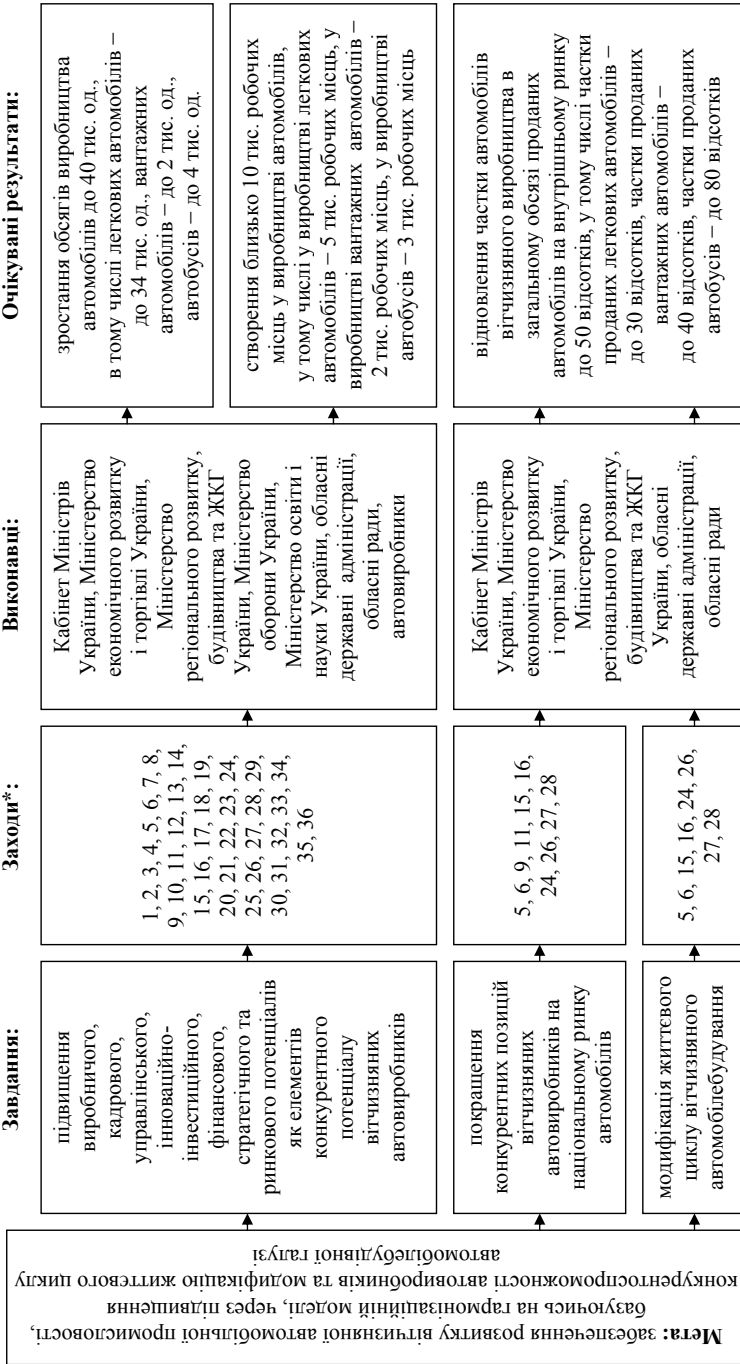 Мета: забезпечення розвитку вітчизняної автомобільної промисловості,
базуючись на гармонізаційній моделі, через підвищення
конкурентоспроможності автовиробників та модифікацію життєвого циклу
автомобілебудівної галузі
Завдання:
Заходи*:
Виконавці:
Очікувані результати:
підвищення
виробничого,
кадрового,
управлінського,
інноваційно-
інвестиційного,
фінансового,
стратегічного та
ринкового потенціалів
як елементів
конкурентного
потенціалу
вітчизняних
автовиробників
1, 2, 3, 4, 5, 6, 7, 8,
9, 10, 11, 12, 13, 14,
15, 16, 17, 18, 19,
20, 21, 22, 23, 24,
25, 26, 27, 28, 29,
30, 31, 32, 33, 34,
35, 36
Кабінет Міністрів
України, Міністерство
економічного розвитку
і торгівлі України,
Міністерство
регіонального розвитку,
будівництва та ЖКГ
України, Міністерство
оборони України,
Міністерство освіти і
науки України, обласні
державні адміністрації,
обласні ради,
автовиробники
зростання обсягів виробництва
автомобілів до 40 тис. од.,
в тому числі легкових автомобілів –
до 34 тис. од., вантажних
автомобілів – до 2 тис. од.,
автобусів – до 4 тис. од.
створення близько 10 тис. робочих
місць у виробництві автомобілів,
у тому числі у виробництві легкових
автомобілів – 5 тис. робочих місць, у
виробництві вантажних автомобілів –
2 тис. робочих місць, у виробництві
автобусів – 3 тис. робочих місць
покращення
конкурентних позицій
вітчизняних
автовиробників на
національному ринку
автомобілів
5, 6, 9, 11, 15, 16,
24, 26, 27, 28
модифікація життєвого
циклу вітчизняного
автомобілебудування
5, 6, 15, 16, 24, 26,
27, 28
Кабінет Міністрів
України, Міністерство
економічного розвитку
і торгівлі України,
Міністерство
регіонального розвитку,
будівництва та ЖКГ
України, обласні
державні адміністрації,
обласні ради
відновлення частки автомобілів
вітчизняного виробництва в
загальному обсязі проданих
автомобілів на внутрішньому ринку
до 50 відсотків, у тому числі частки
проданих легкових автомобілів –
до 30 відсотків, частки проданих
вантажних автомобілів –
до 40 відсотків, частки проданих
автобусів – до 80 відсотків